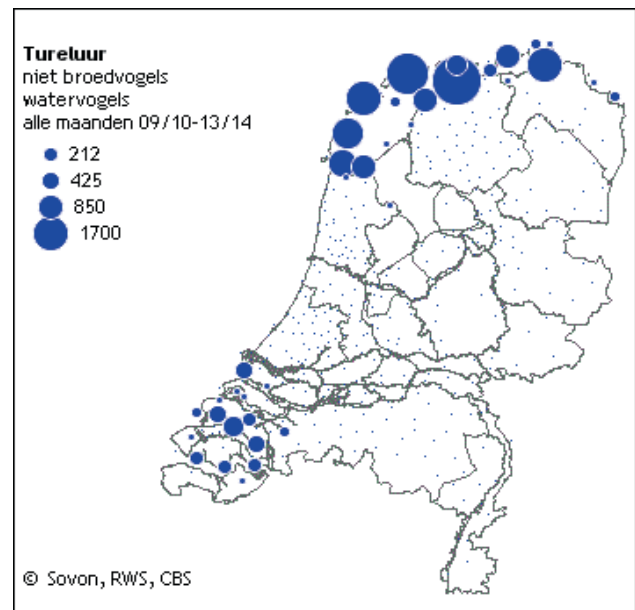 Tureluur
niet broedvogels
watervogels
alle maanden 09/10-13/14
212
425
850
1700
© Sovon, RWS, CBS